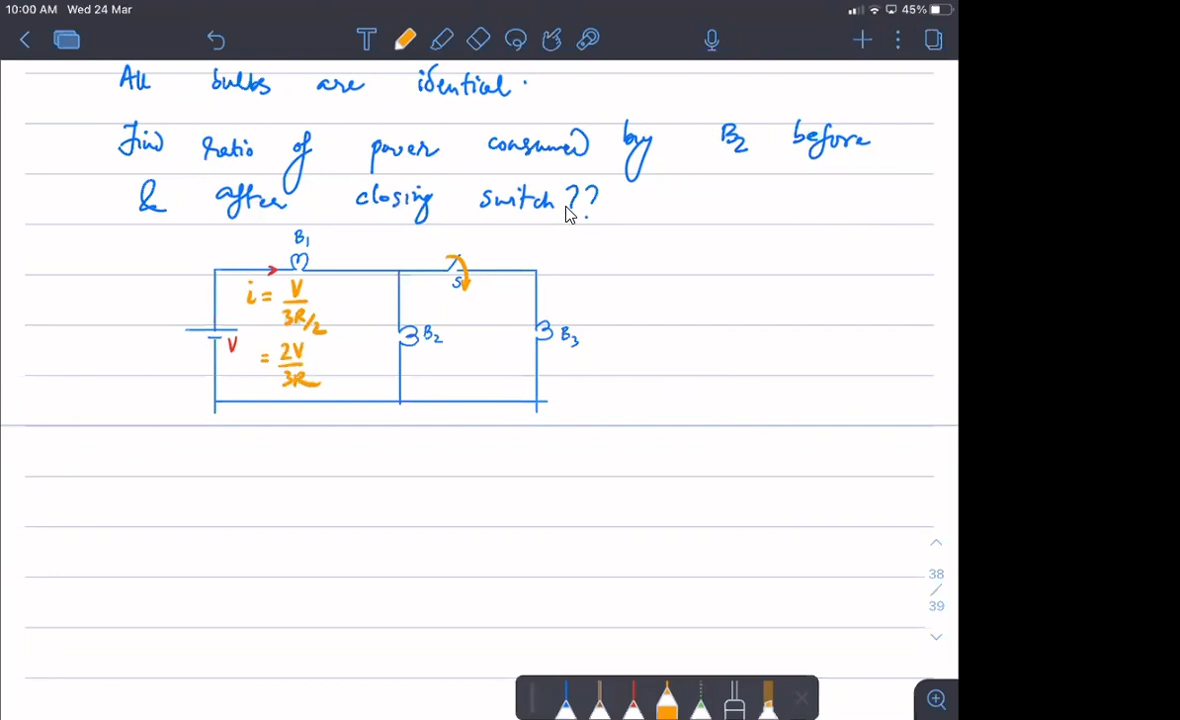 10:00 AM Wed 24 Mar
45%
All bulbs are identical.
Find ratio of power consumed by B2 before
& after closing switch??
B1
i = V / 3R/2
S
V
B2
B3
= 2V / 3R
38
/
39